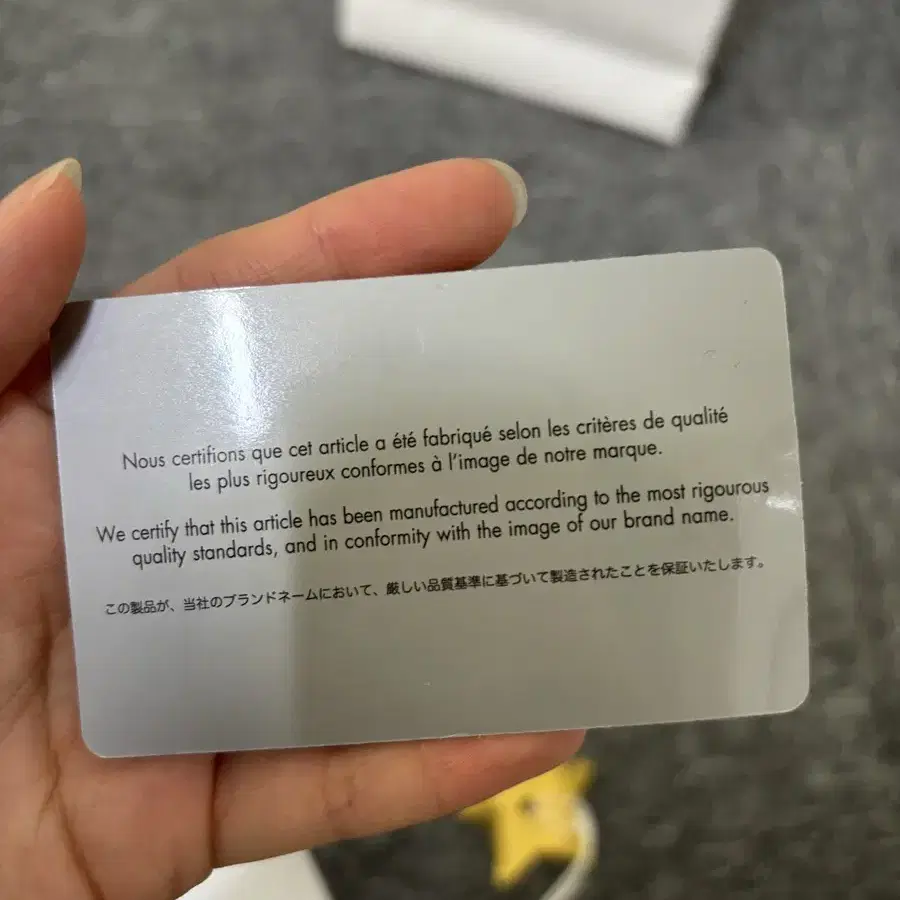 Nous certifions que cet article a été fabriqué selon les critères de qualité
les plus rigoureux conformes à l'image de notre marque.
We certify that this article has been manufactured according to the most rigourous
quality standards, and in conformity with the image of our brand name.
この製品が、当社のブランドネームにおいて、厳しい品質基準に基づいて製造されたことを保証いたします。